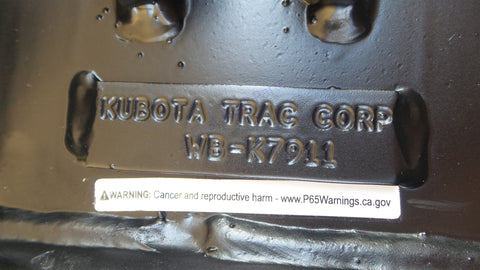 KUBOTA TRAC CORP
WB-K7911
⚠WARNING: Cancer and reproductive harm - www.P65Warnings.ca.gov